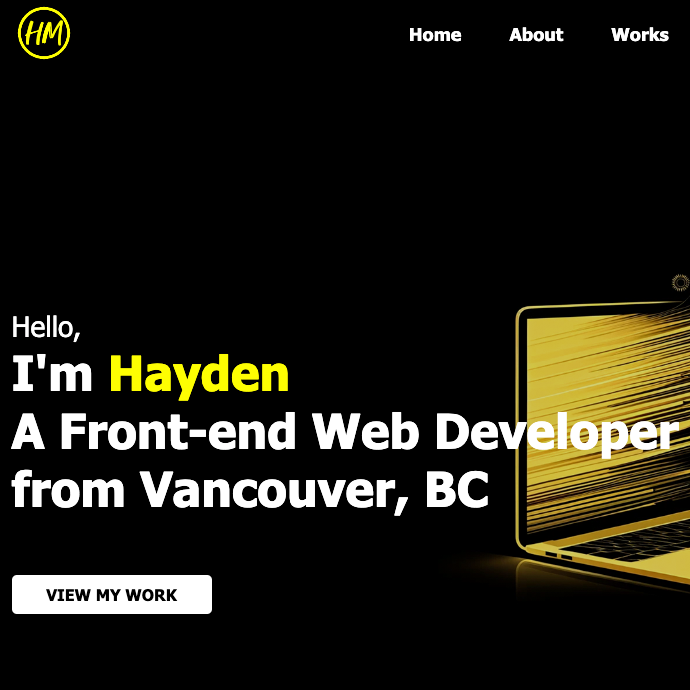 HM
Home About Works
Hello,
I'm Hayden
A Front-end Web Developer
from Vancouver, BC
VIEW MY WORK